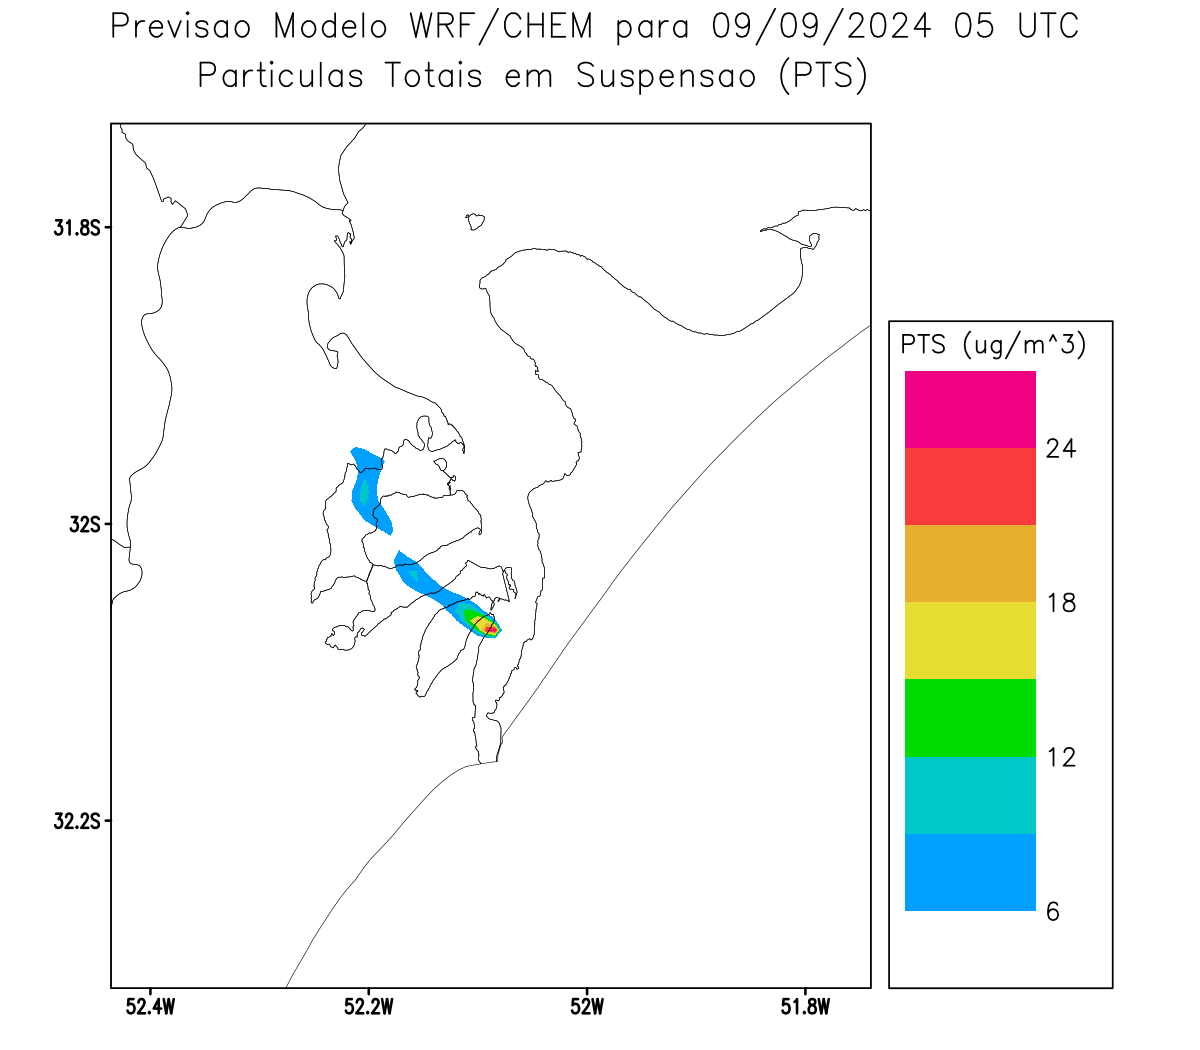 Previsao Modelo WRF/CHEM para 09/09/2024 05 UTC
Particulas Totais em Suspensao (PTS)
31.8S
32S
32.2S
52.4W
52.2W
52W
51.8W
PTS (ug/m^3)
24
18
12
6